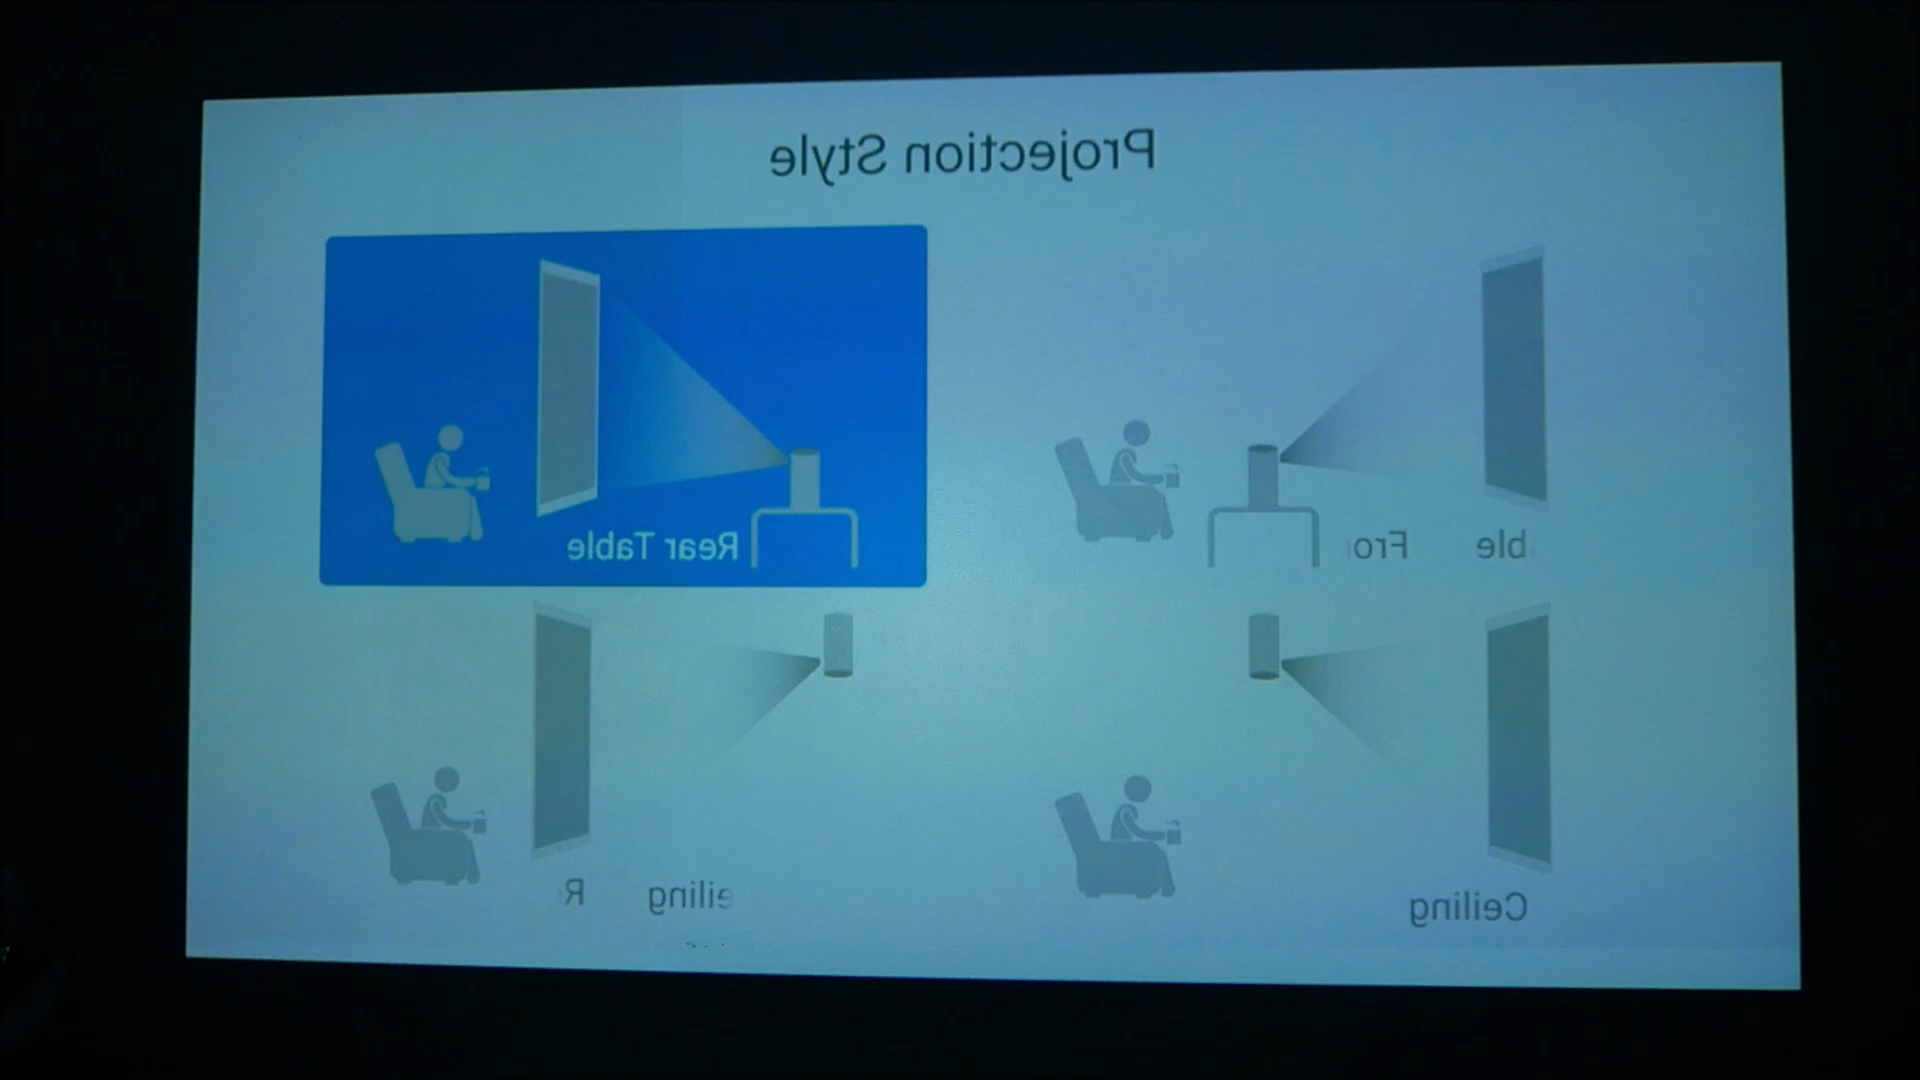 Projection Style
Fro ble
Rear Table
Ceiling
R eiling